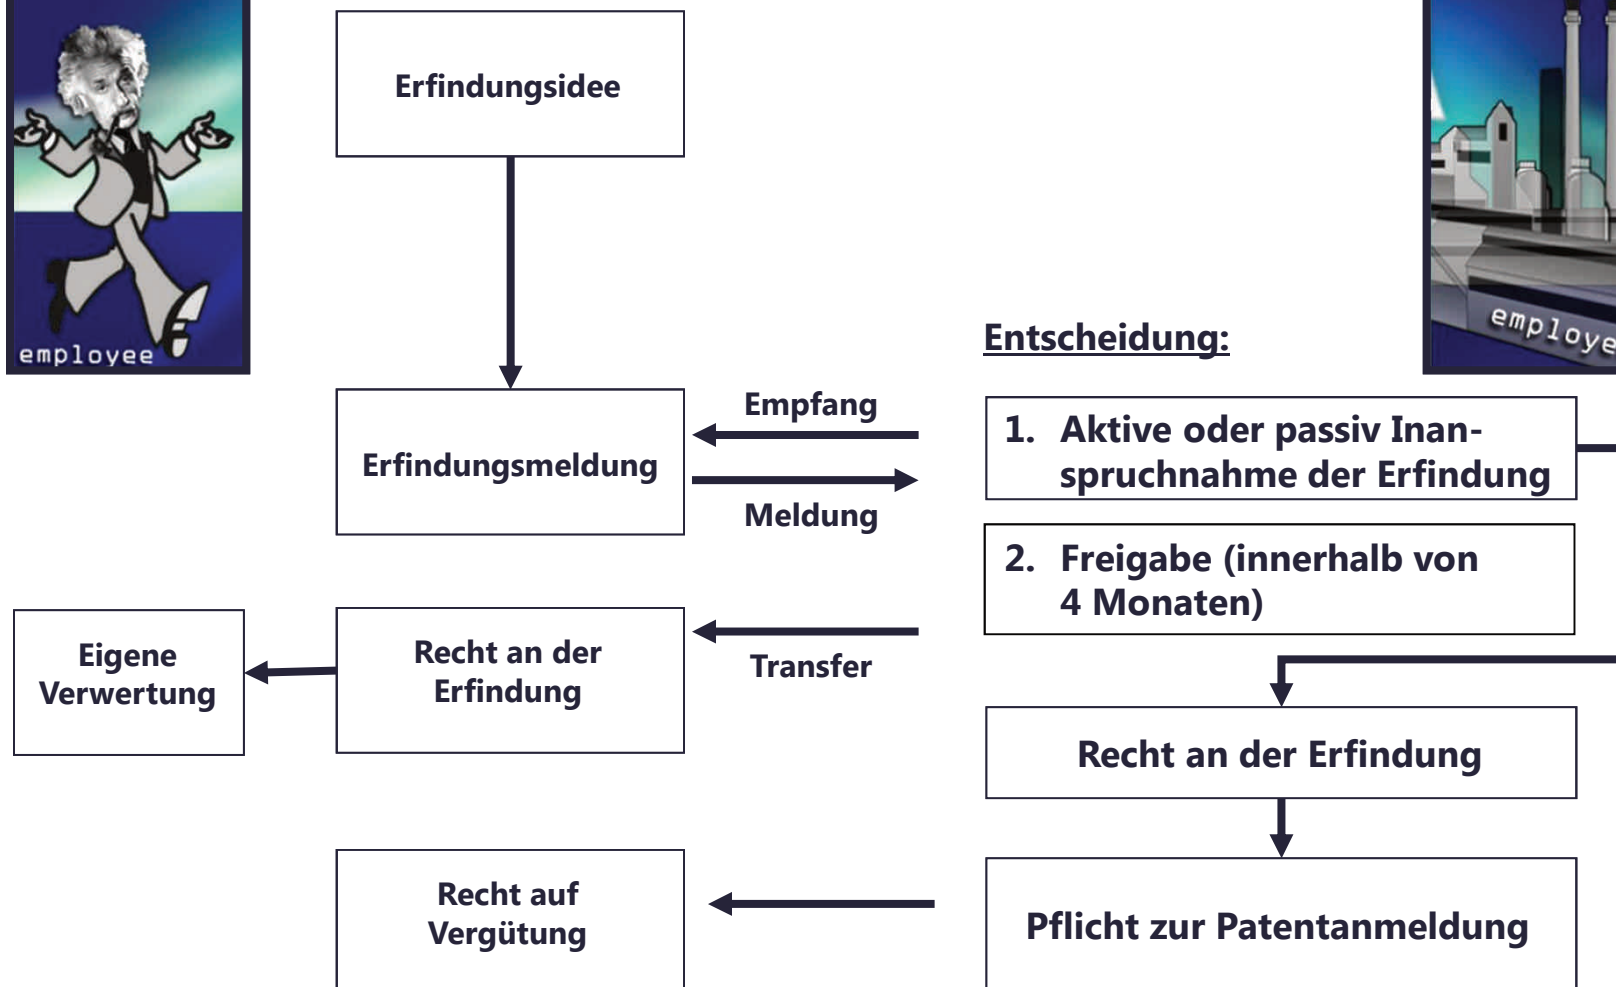 Erfindungsidee
employee
employe
Entscheidung:
Empfang
Erfindungsmeldung
Meldung
1. Aktive oder passiv Inan-
spruchnahme der Erfindung
2. Freigabe (innerhalb von
4 Monaten)
Eigene
Verwertung
Recht an der
Erfindung
Transfer
Recht an der Erfindung
Recht auf
Vergütung
Pflicht zur Patentanmeldung